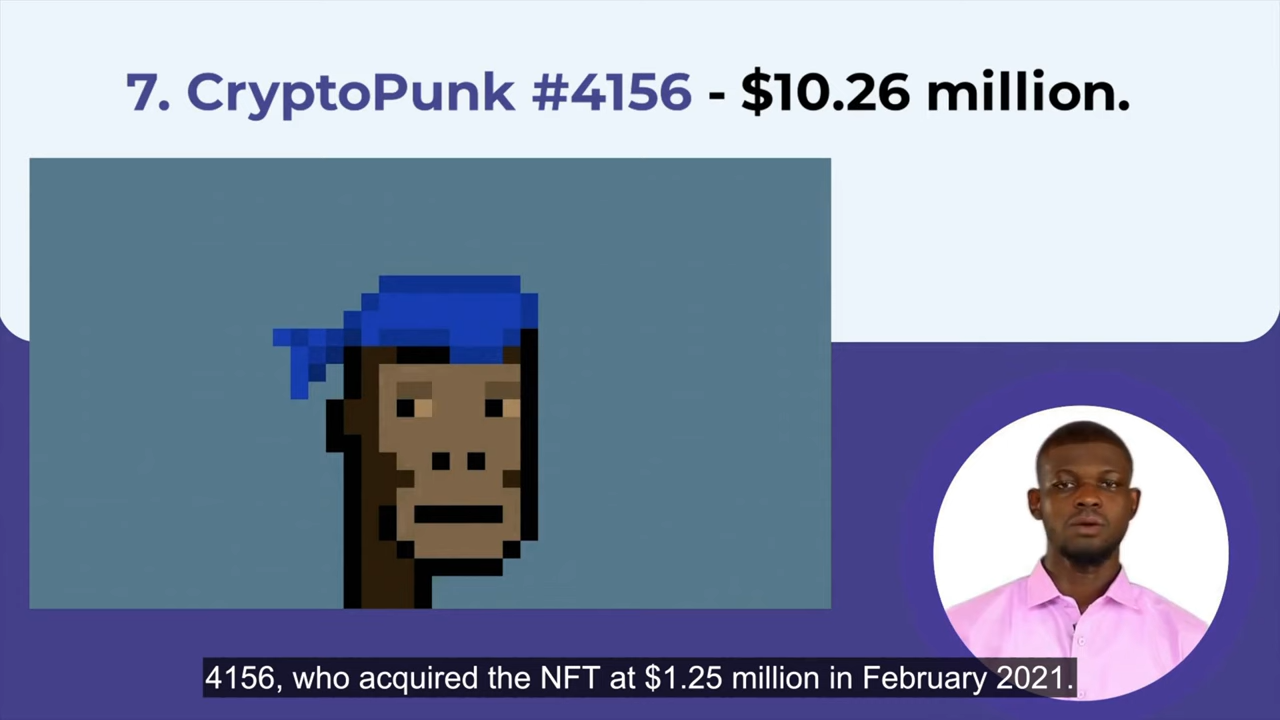 7. CryptoPunk #4156 - $10.26 million.
4156, who acquired the NFT at $1.25 million in February 2021.